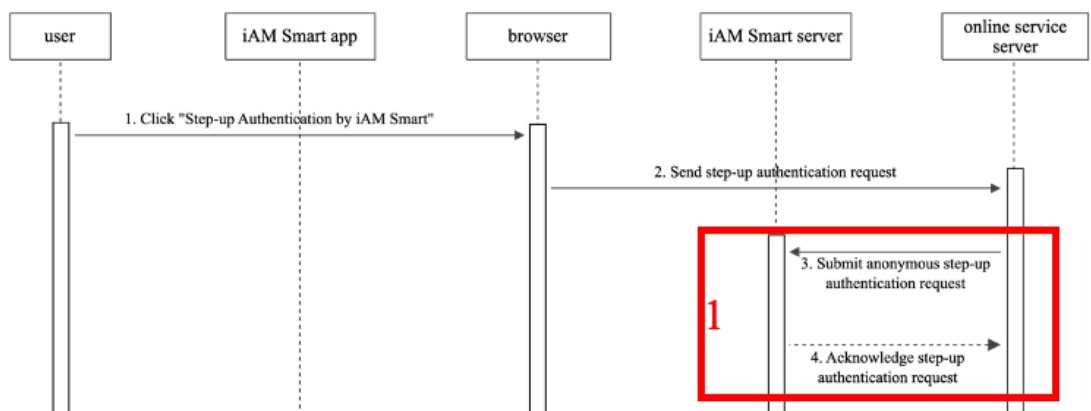 user
iAM Smart app
browser
iAM Smart server
online service
server
1. Click "Step-up Authentication by iAM Smart"
2. Send step-up authentication request
3. Submit anonymous step-up
authentication request
1
4. Acknowledge step-up
authentication request